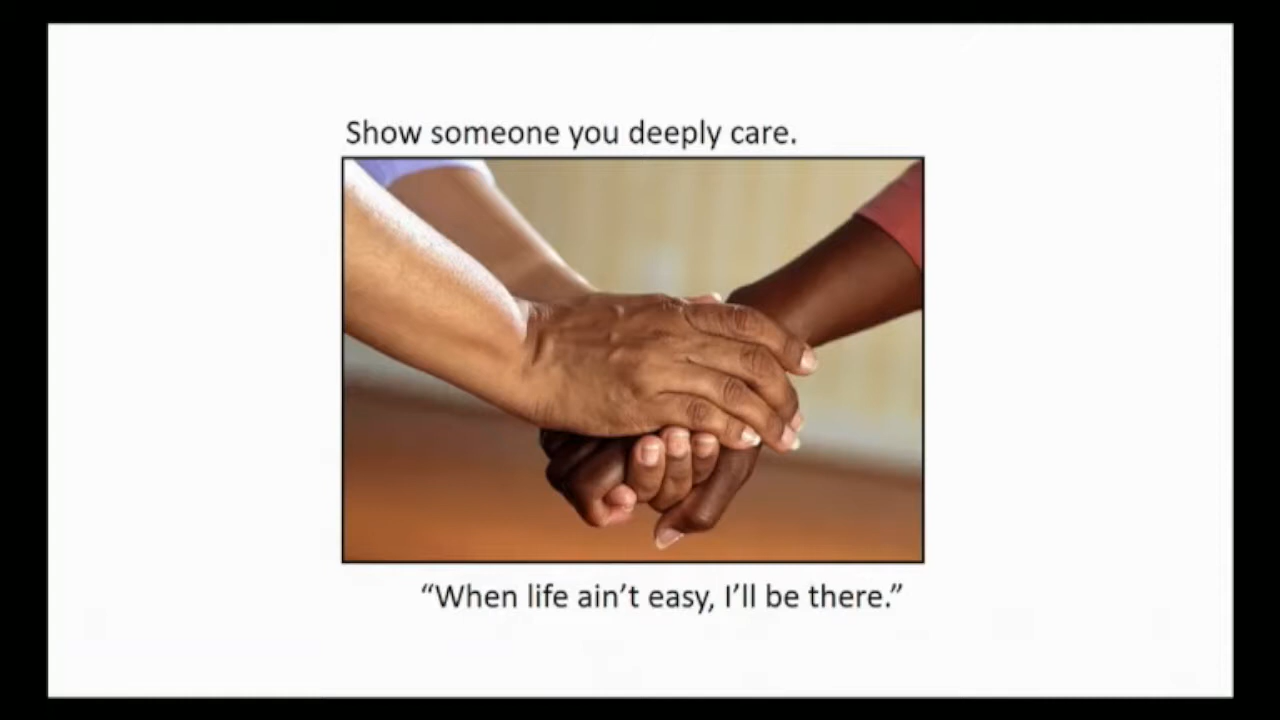 Show someone you deeply care.
“When life ain’t easy, I’ll be there.”